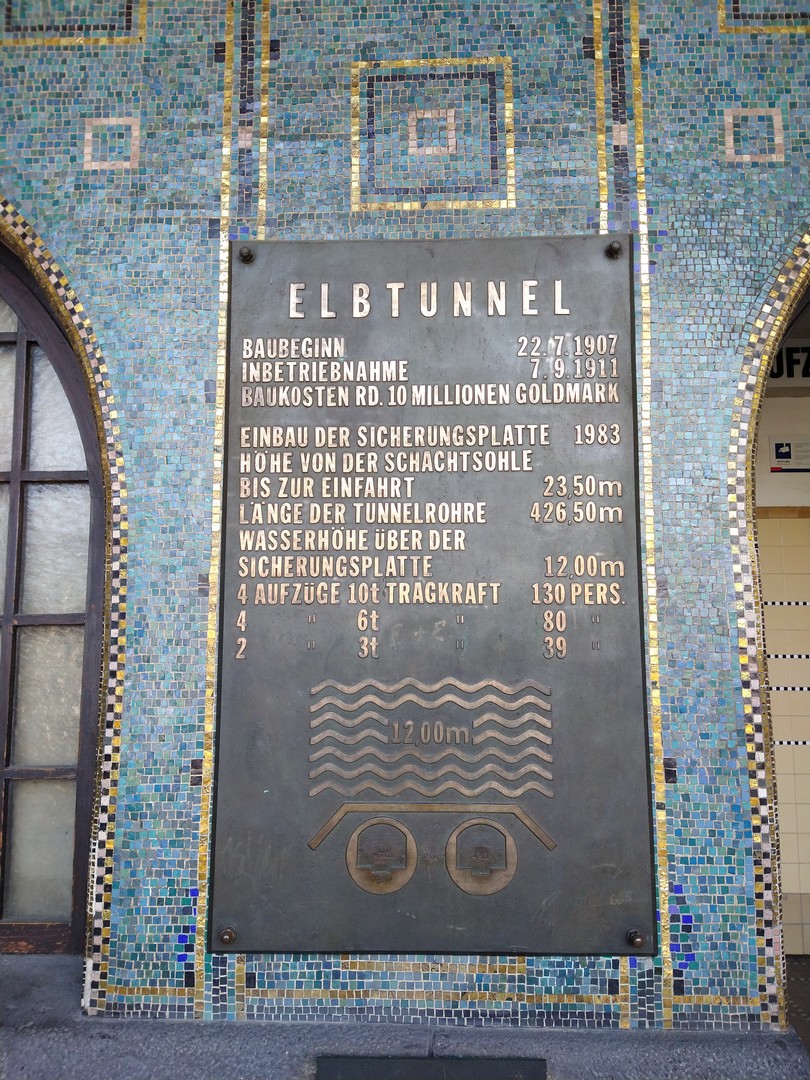 ELBTUNNEL
BAUBEGINN 22.7.1907
INBETRIEBNAHME 7.9.1911
BAUKOSTEN RD. 10 MILLIONEN GOLDMARK
EINBAU DER SICHERUNGSPLATTE 1983
HÖHE VON DER SCHACHTSOHLE
BIS ZUR EINFAHRT 23,50m
LÄNGE DER TUNNELRÖHRE 426,50m
WASSERHÖHE ÜBER DER
SICHERUNGSPLATTE 12,00m
4 AUFZÜGE 10t TRAGKRAFT 130 PERS.
4 " 6t " 80 "
2 " 3t " 39 "
12,00m